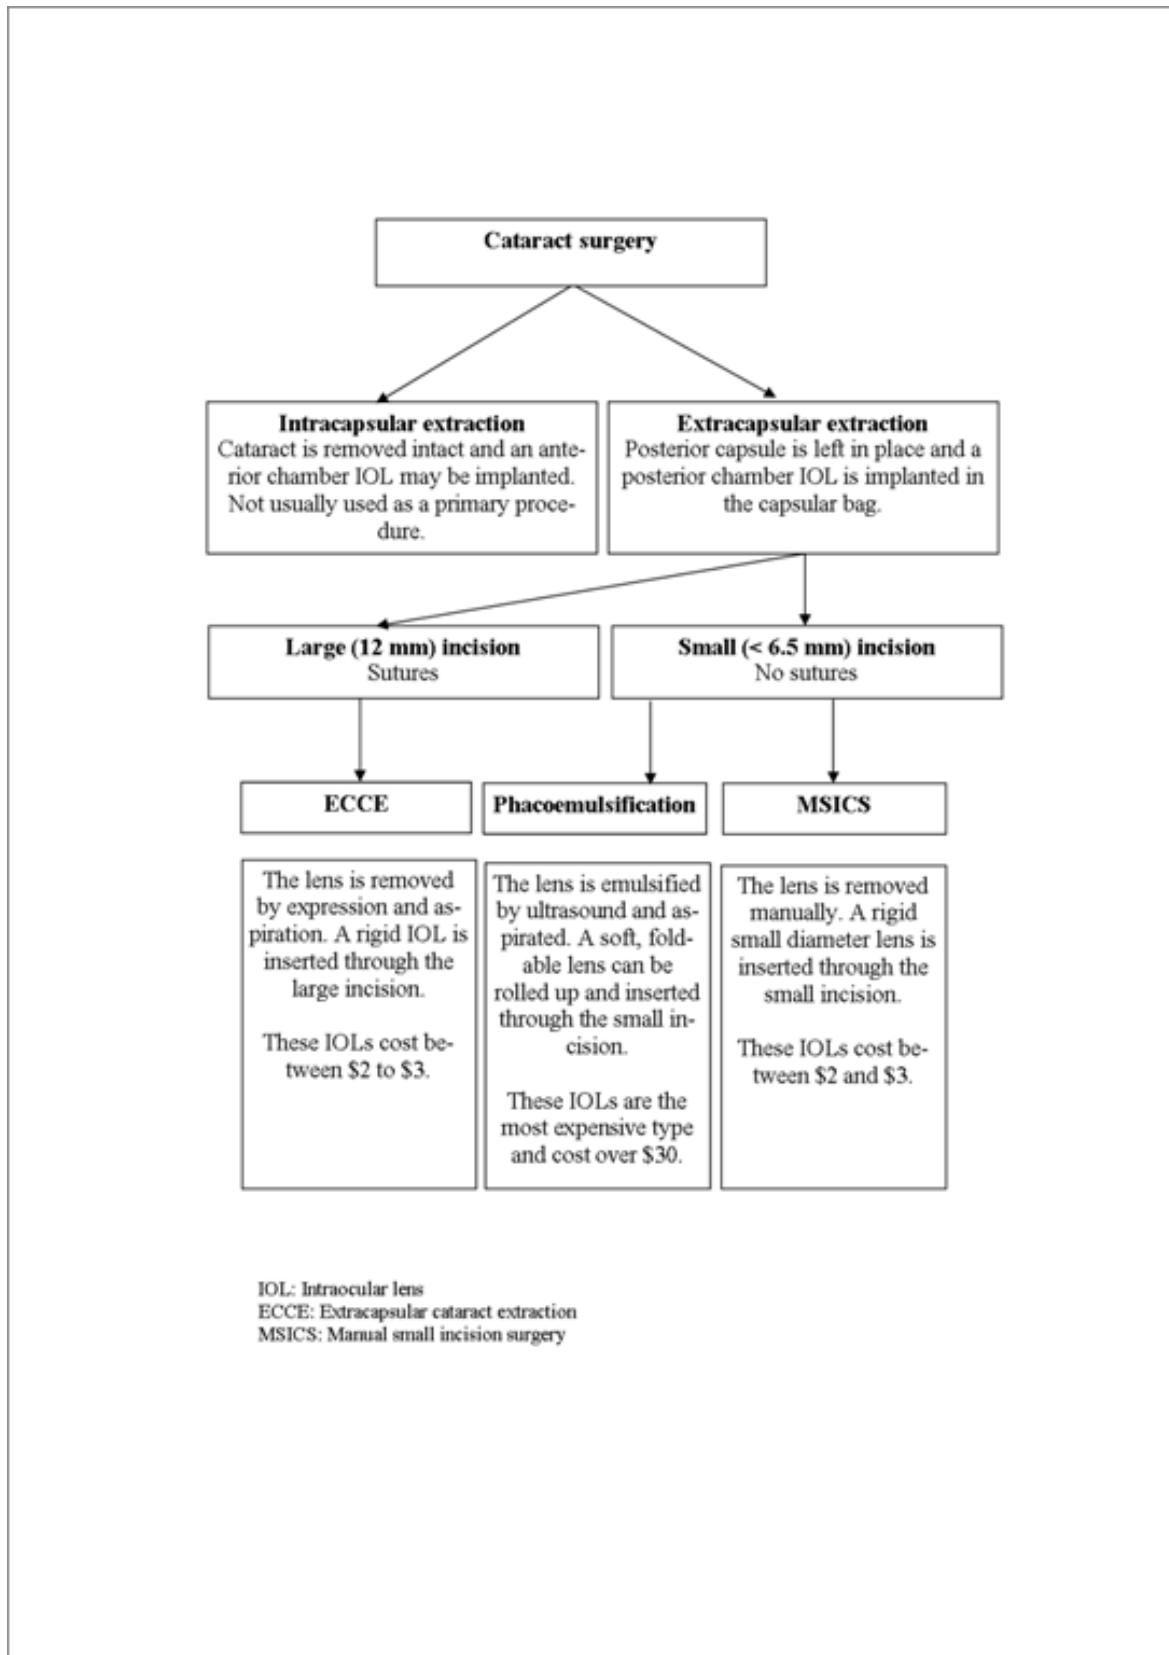 Cataract surgery
Intracapsular extraction
Cataract is removed intact and an ante-
rior chamber IOL may be implanted.
Not usually used as a primary proce-
dure.
Extracapsular extraction
Posterior capsule is left in place and a
posterior chamber IOL is implanted in
the capsular bag.
Large (12 mm) incision
Sutures
Small (< 6.5 mm) incision
No sutures
ECCE
Phacoemulsification
MSICS
The lens is removed
by expression and as-
piration. A rigid IOL is
inserted through the
large incision.
These IOLs cost be-
tween $2 to $3.
The lens is emulsified
by ultrasound and as-
pirated. A soft, fold-
able lens can be
rolled up and inserted
through the small in-
cision.
These IOLs are the
most expensive type
and cost over $30.
The lens is removed
manually. A rigid
small diameter lens is
inserted through the
small incision.
These IOLs cost be-
tween $2 and $3.
IOL: Intraocular lens
ECCE: Extracapsular cataract extraction
MSICS: Manual small incision surgery